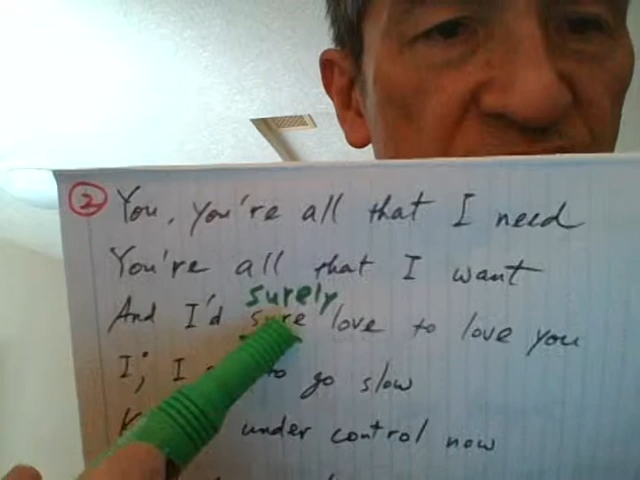 ② You, you're all that I need
You're all that I want
surely
And I'd sure love to love you
I; I to go slow
under control now